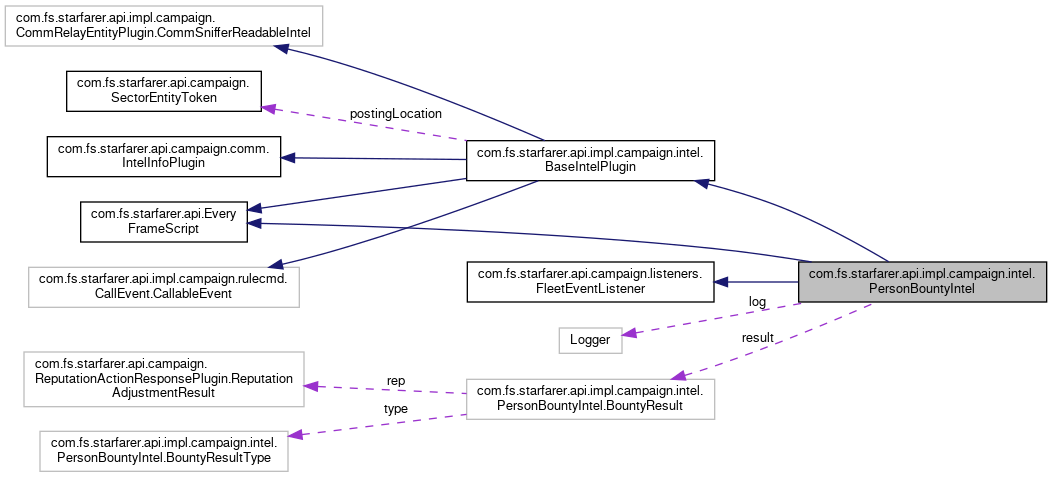 com.fs.starfarer.api.impl.campaign.
CommRelayEntityPlugin.CommSnifferReadableIntel
com.fs.starfarer.api.campaign.
SectorEntityToken
postingLocation
com.fs.starfarer.api.campaign.comm.
IntelInfoPlugin
com.fs.starfarer.api.impl.campaign.intel.
BaseIntelPlugin
com.fs.starfarer.api.Every
FrameScript
com.fs.starfarer.api.impl.campaign.rulecmd.
CallEvent.CallableEvent
com.fs.starfarer.api.campaign.listeners.
FleetEventListener
com.fs.starfarer.api.impl.campaign.intel.
PersonBountyIntel
log
Logger
result
com.fs.starfarer.api.campaign.
ReputationActionResponsePlugin.Reputation
AdjustmentResult
rep
type
com.fs.starfarer.api.impl.campaign.intel.
PersonBountyIntel.BountyResult
com.fs.starfarer.api.impl.campaign.intel.
PersonBountyIntel.BountyResultType